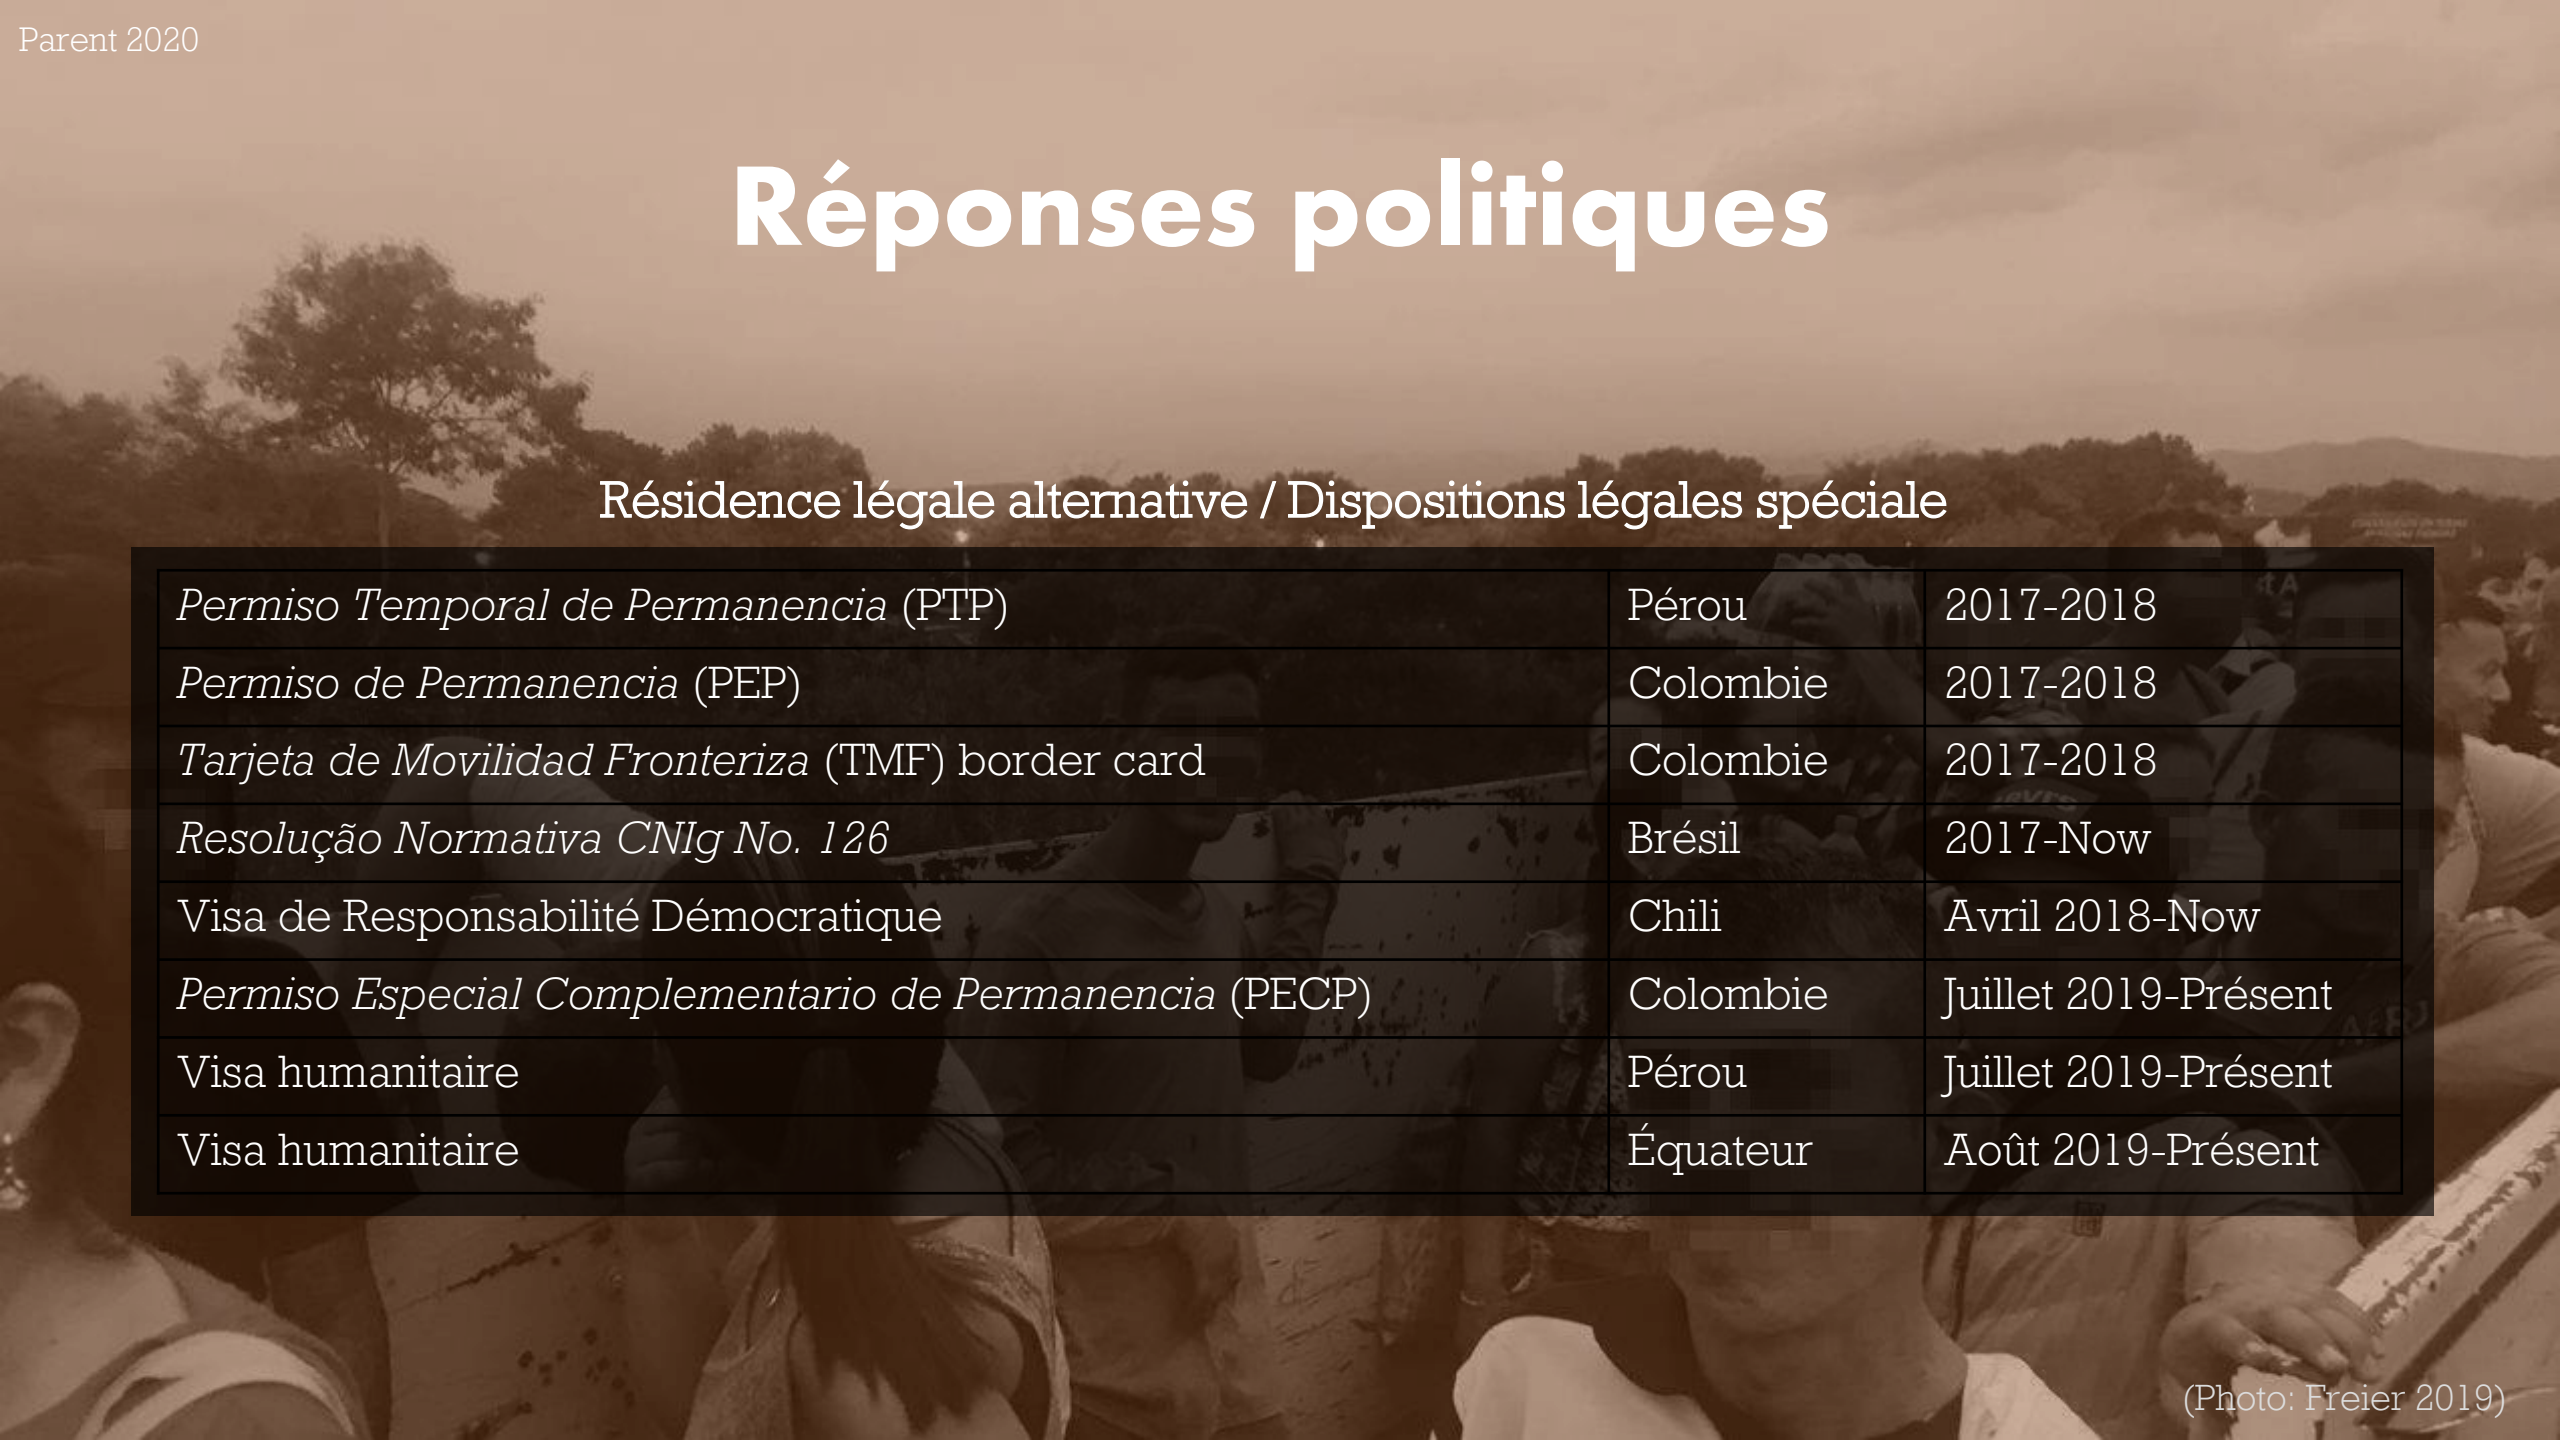 Parent 2020
Réponses politiques
Résidence légale alternative / Dispositions légales spéciale
Permiso Temporal de Permanencia (PTP) Pérou 2017-2018
Permiso de Permanencia (PEP) Colombie 2017-2018
Tarjeta de Movilidad Fronteriza (TMF) border card Colombie 2017-2018
Resolução Normativa CNIg No. 126 Brésil 2017-Now
Visa de Responsabilité Démocratique Chili Avril 2018-Now
Permiso Especial Complementario de Permanencia (PECP) Colombie Juillet 2019-Présent
Visa humanitaire Pérou Juillet 2019-Présent
Visa humanitaire Équateur Août 2019-Présent
(Photo: Freier 2019)